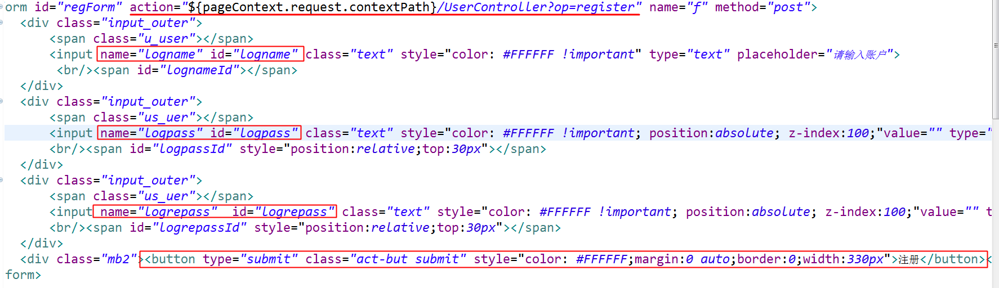 orm id="regForm" action="${pageContext.request.contextPath}/UserController?op=register" name="f" method="post">
<div class="input_outer">
<span class="u_user"></span>
<input name="logname" id="logname" class="text" style="color: #FFFFFF !important" type="text" placeholder="请输入账户">
<br/><span id="lognameId"></span>
</div>
<div class="input_outer">
<span class="us_uer"></span>
<input name="logpass" id="logpass" class="text" style="color: #FFFFFF !important; position:absolute; z-index:100;"value="" type="
<br/><span id="logpassId" style="position:relative;top:30px"></span>
</div>
<div class="input_outer">
<span class="us_uer"></span>
<input name="logrepass"  id="logrepass" class="text" style="color: #FFFFFF !important; position:absolute; z-index:100;"value="" t
<br/><span id="logrepassId" style="position:relative;top:30px"></span>
</div>
<div class="mb2"><button type="submit" class="act-but submit" style="color: #FFFFFF;margin:0 auto;border:0;width:330px">注册</button><
form>